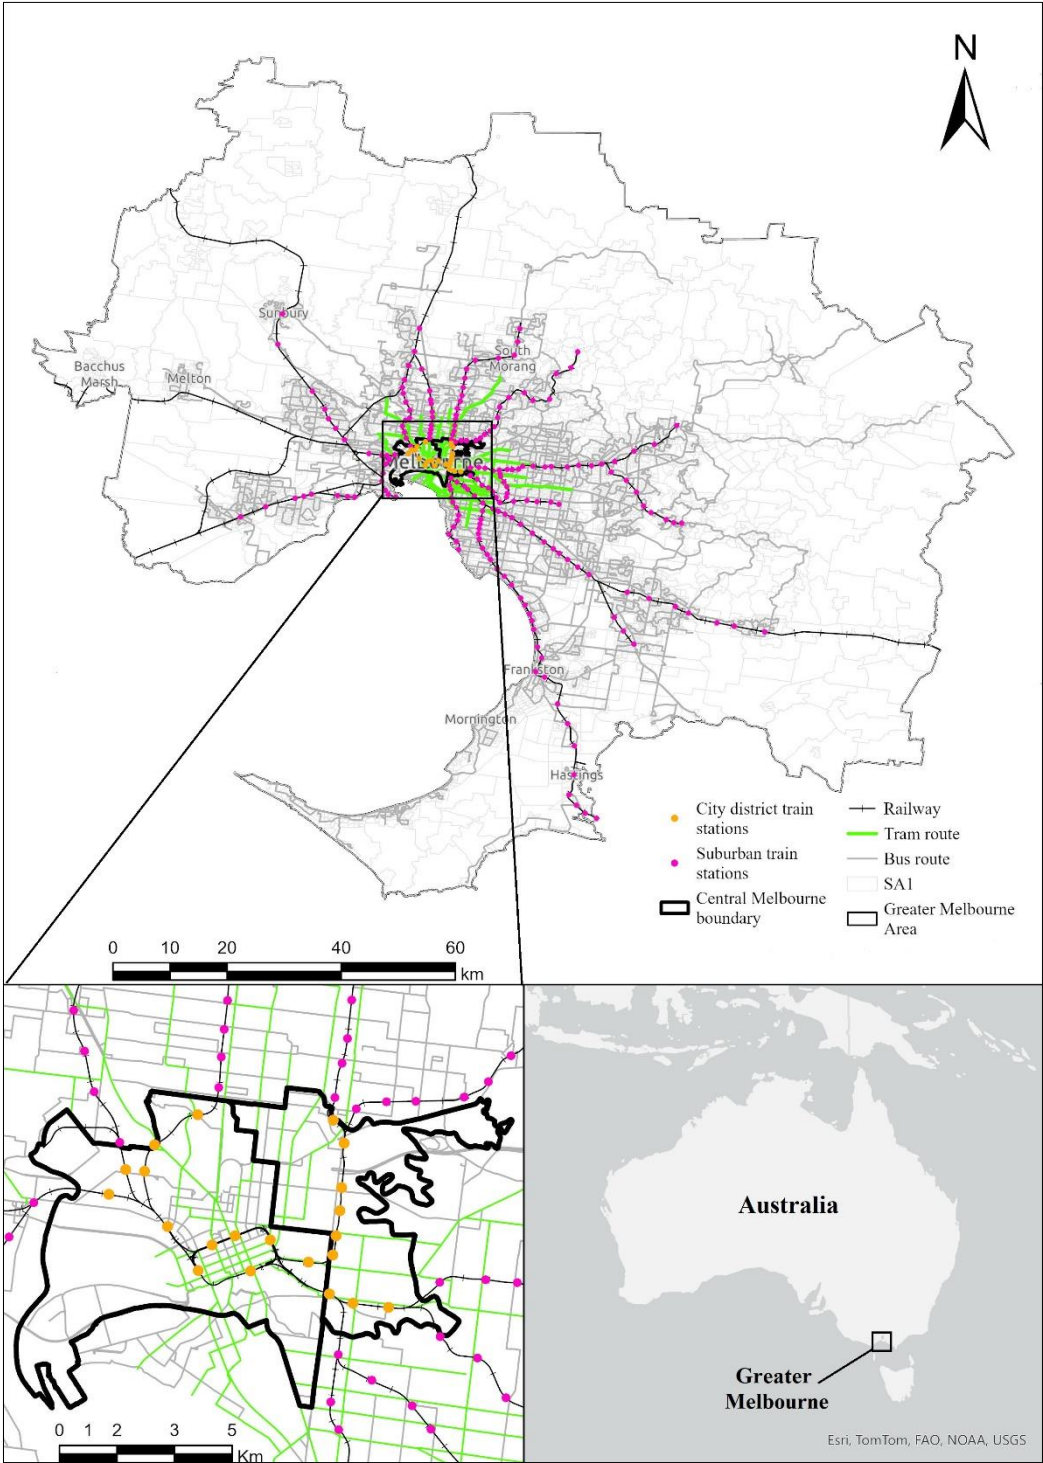 N
Sunbury
South
Morang
Bacchus
Marsh
Melton
Melbourne
Frankston
Mornington
Hastings
City district train
stations
Suburban train
stations
Central Melbourne
boundary
Railway
Tram route
Bus route
SA1
Greater Melbourne
Area
0 10 20 40 60
km
0 1 2 3 5
Km
Australia
Greater
Melbourne
Esri, TomTom, FAO, NOAA, USGS